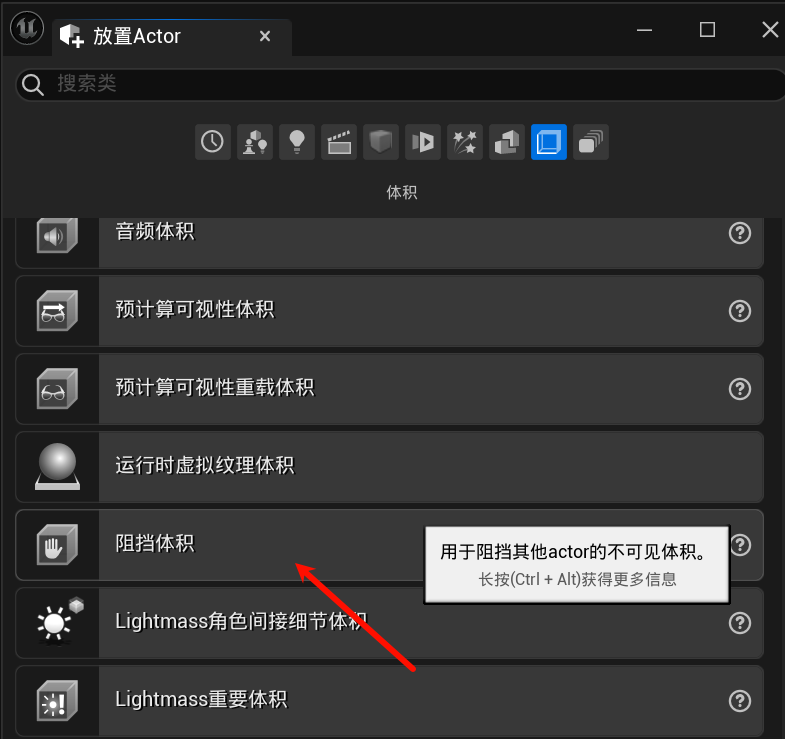 放置Actor
搜索类
体积
音频体积
预计算可视性体积
预计算可视性重载体积
运行时虚拟纹理体积
阻挡体积
用于阻挡其他actor的不可见体积。
长按(Ctrl + Alt)获得更多信息
Lightmass角色间接细节体积
Lightmass重要体积